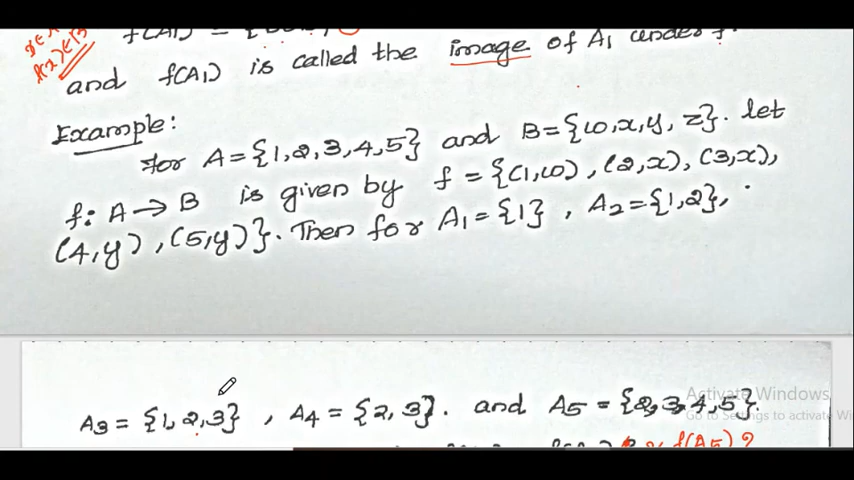 and f(A1) is called the image of A1 under f.
Example:
for A = {1,2,3,4,5} and B = {w,x,y,z}. let
f: A → B is given by f = {(1,w), (2,x), (3,x),
(4,y), (5,y)}. Then for A1 = {1}, A2 = {1,2},
A3 = {1,2,3}, A4 = {2,3}. and A5 = {2,3,4,5}.
f(A5)?
Activate Windows
Go to Settings to activate Wi